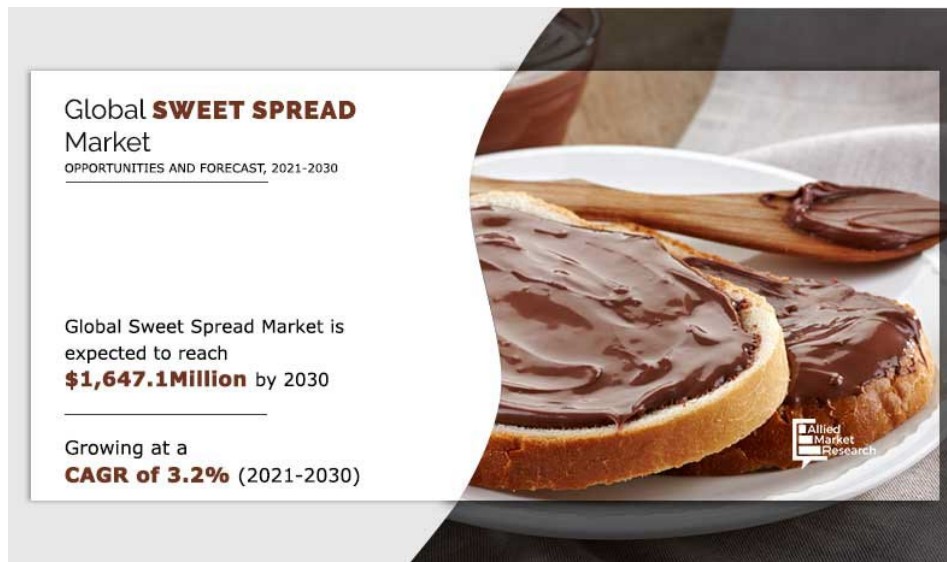 Global SWEET SPREAD
Market
OPPORTUNITIES AND FORECAST, 2021-2030
Global Sweet Spread Market is
expected to reach
$1,647.1Million by 2030
Growing at a
CAGR of 3.2% (2021-2030)
Allied
Market
Research